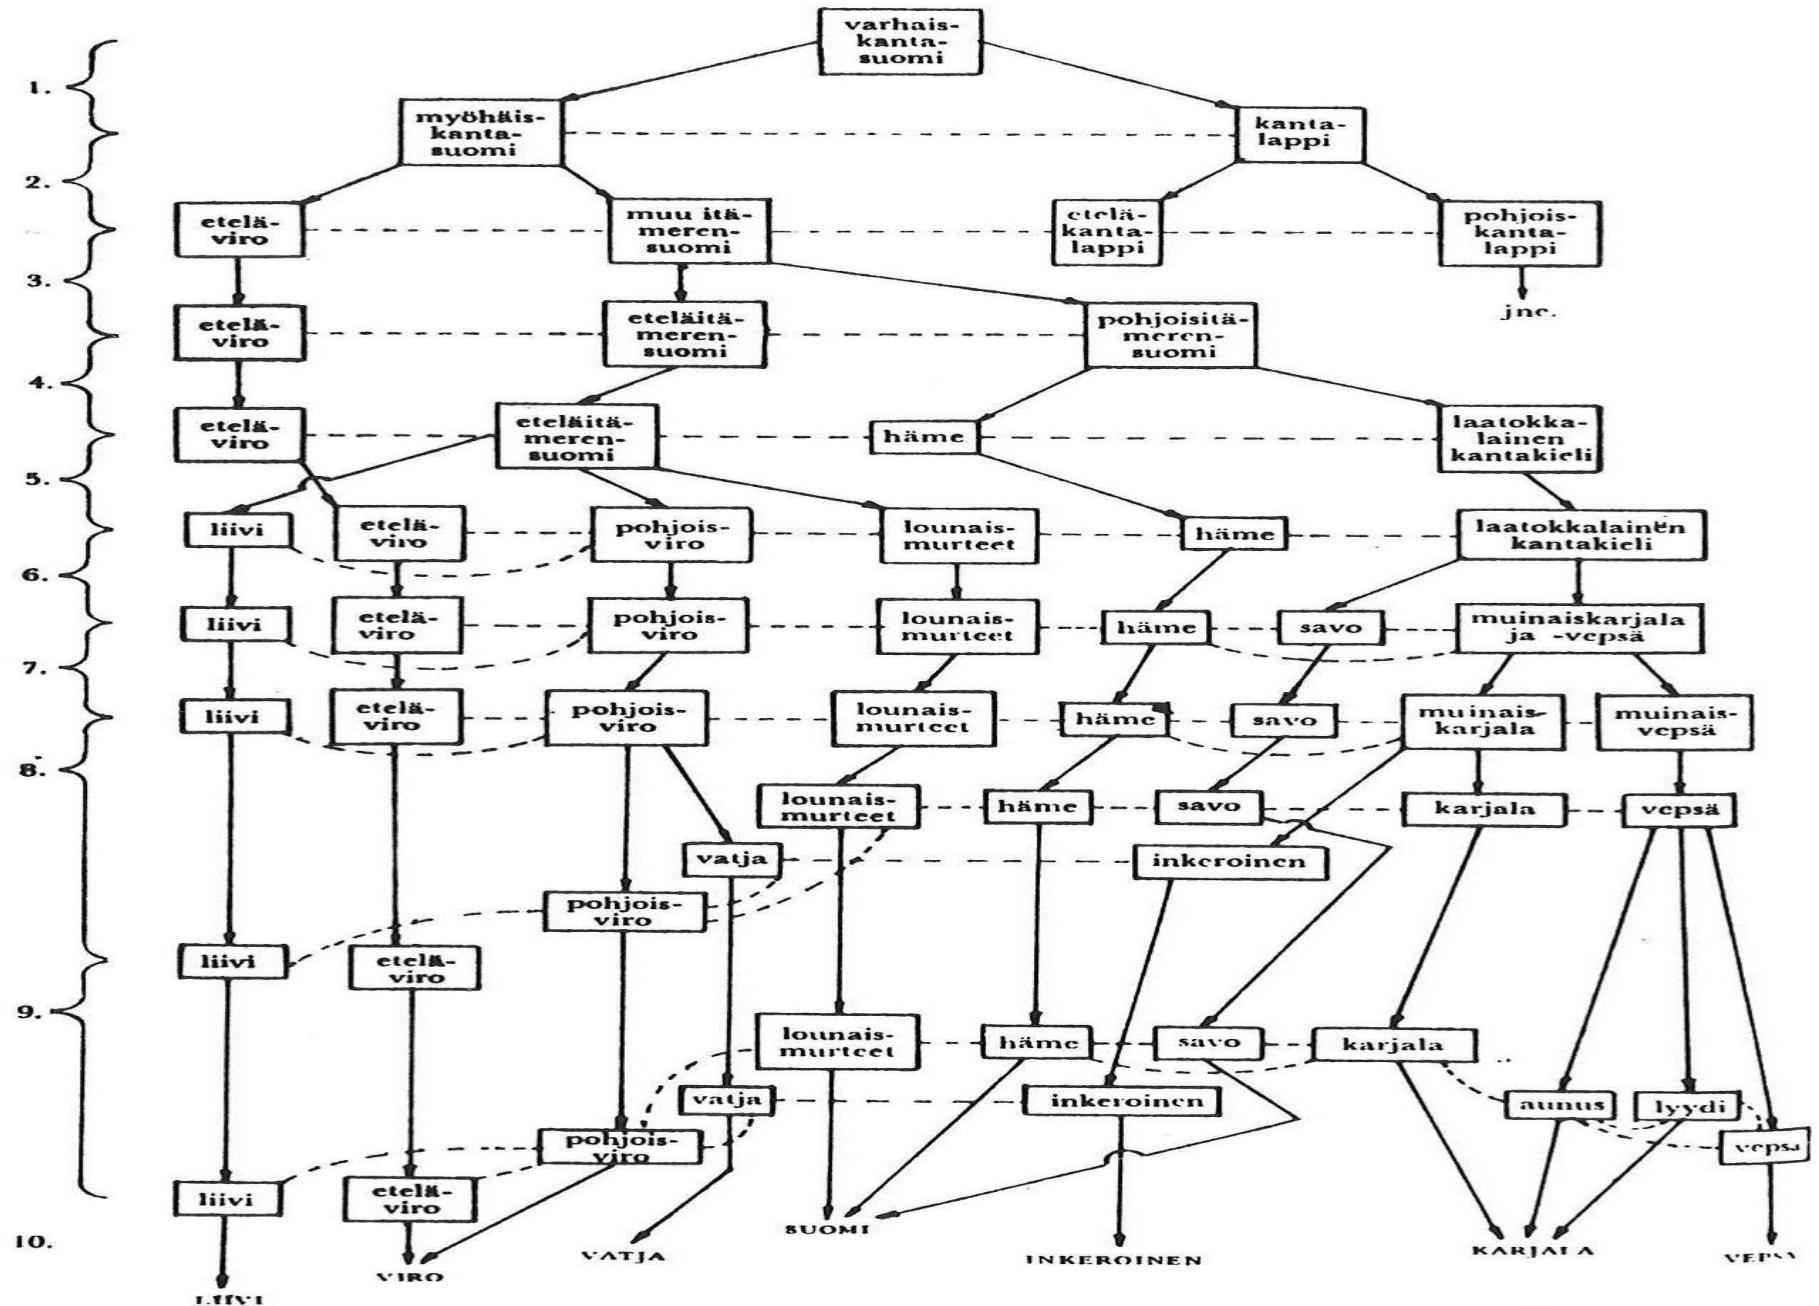 varhais-
kanta-
suomi
1.
myöhäis-
kanta-
suomi
kanta-
lappi
2.
etelä-
viro
muu itä-
meren-
suomi
etelä-
kanta-
lappi
pohjois-
kanta-
lappi
3.
jne.
etelä-
viro
eteläitä-
meren-
suomi
pohjoisitä-
meren-
suomi
4.
etelä-
viro
eteläitä-
meren-
suomi
häme
laatokka-
lainen
kantakieli
5.
liivi
etelä-
viro
pohjois-
viro
lounais-
murteet
häme
laatokkalainen
kantakieli
6.
liivi
etelä-
viro
pohjois-
viro
lounais-
murteet
häme
savo
muinaiskarjala
ja -vepsä
7.
liivi
etelä-
viro
pohjois-
viro
lounais-
murteet
häme
savo
muinais-
karjala
muinais-
vepsä
8.
lounais-
murteet
häme
savo
karjala
vepsä
vatja
inkeroinen
pohjois-
viro
liivi
etelä-
viro
9.
lounais-
murteet
häme
savo
karjala
vatja
inkeroinen
aunus
lyydi
pohjois-
viro
vepsä
liivi
etelä-
viro
10.
SUOMI
VATJA
INKEROINEN
KARJALA
VIRO
LIIVI